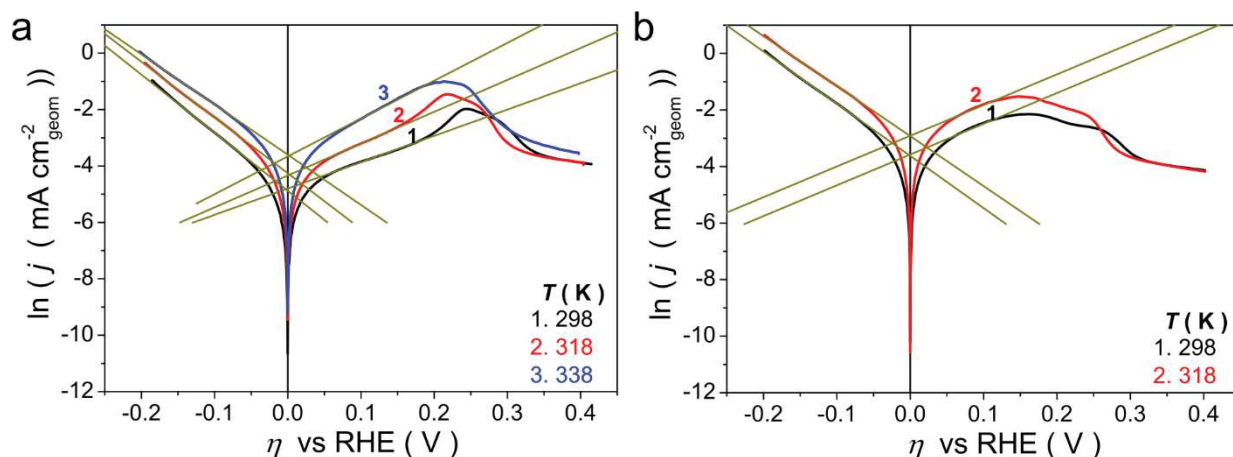 a
ln ( j ( mA cm⁻²geom ))
0
-2
-4
-6
-8
-10
-12
3
2
1
T ( K )
1. 298
2. 318
3. 338
-0.2 -0.1 0.0 0.1 0.2 0.3 0.4
η vs RHE ( V )
b
ln ( j ( mA cm⁻²geom ))
0
-2
-4
-6
-8
-10
-12
2
1
T ( K )
1. 298
2. 318
-0.2 -0.1 0.0 0.1 0.2 0.3 0.4
η vs RHE ( V )